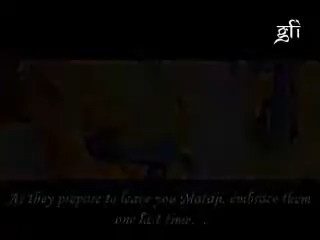 gfi
As they prepare to leave you Mataji, embrace them
one last time. . .